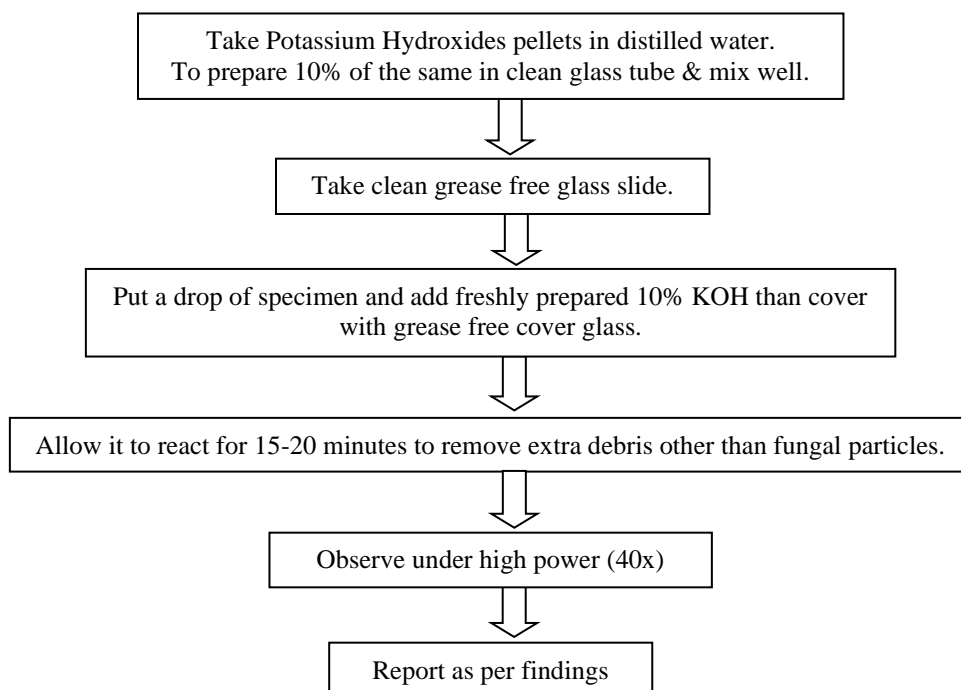 Take Potassium Hydroxides pellets in distilled water.
To prepare 10% of the same in clean glass tube & mix well.
Take clean grease free glass slide.
Put a drop of specimen and add freshly prepared 10% KOH than cover
with grease free cover glass.
Allow it to react for 15-20 minutes to remove extra debris other than fungal particles.
Observe under high power (40x)
Report as per findings